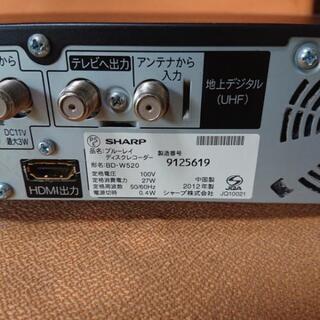 から
テレビへ出力
アンテナから
入力
地上デジタル
(UHF)
DC11V
最大3W
HDMI出力
PS
E
SHARP
品名:ブルーレイ
ディスクレコーダー
形名:BD-W520
製造番号
9125619
定格電圧 100V
定格消費電力 27W
定格周波数 50/60Hz
電源切時 0.4W
中国製
2012年製
シャープ株式会社
JQA
JQ10021